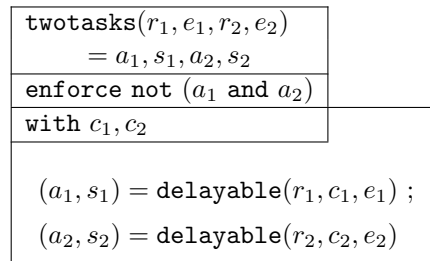 twotasks(r₁, e₁, r₂, e₂)
= a₁, s₁, a₂, s₂
enforce not (a₁ and a₂)
with c₁, c₂
(a₁, s₁) = delayable(r₁, c₁, e₁) ;
(a₂, s₂) = delayable(r₂, c₂, e₂)